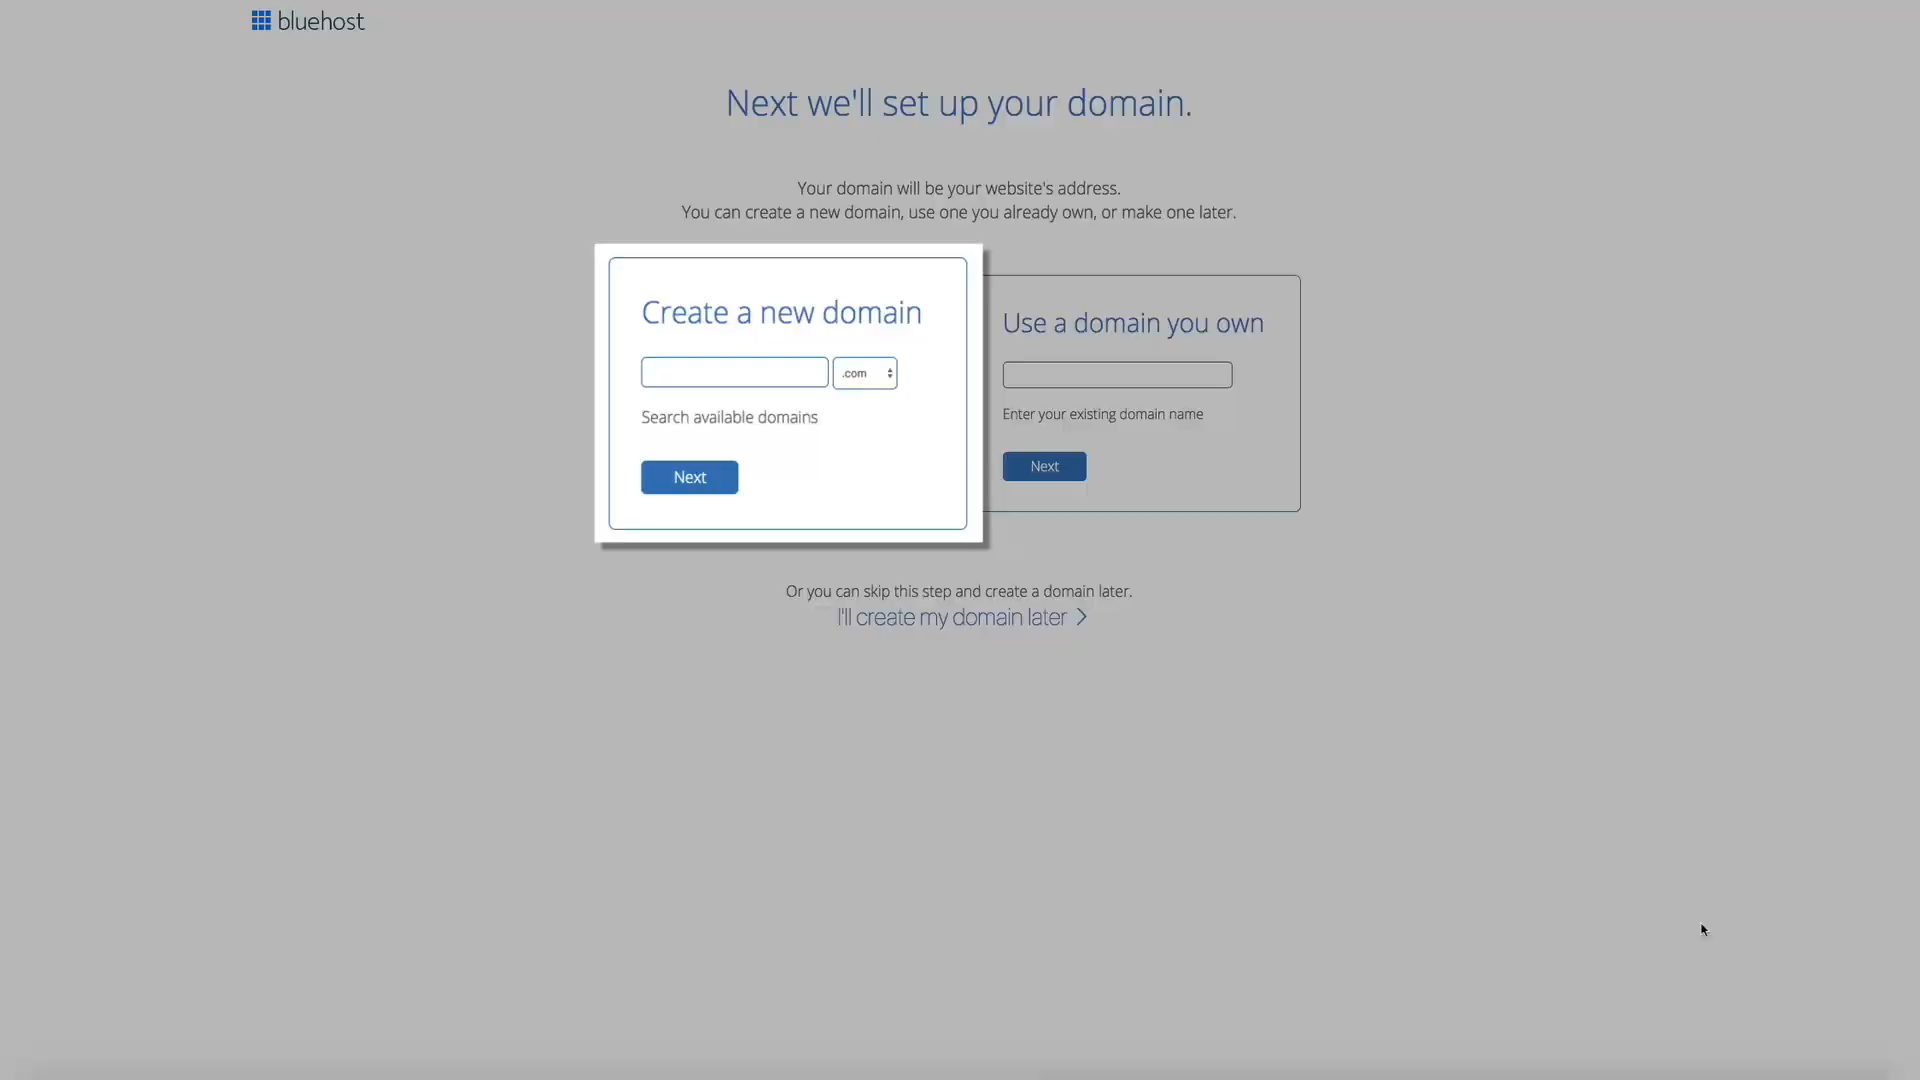 bluehost
Next we'll set up your domain.
Your domain will be your website's address.
You can create a new domain, use one you already own, or make one later.
Create a new domain
.com
Search available domains
Next
Use a domain you own
Enter your existing domain name
Next
Or you can skip this step and create a domain later.
I'll create my domain later